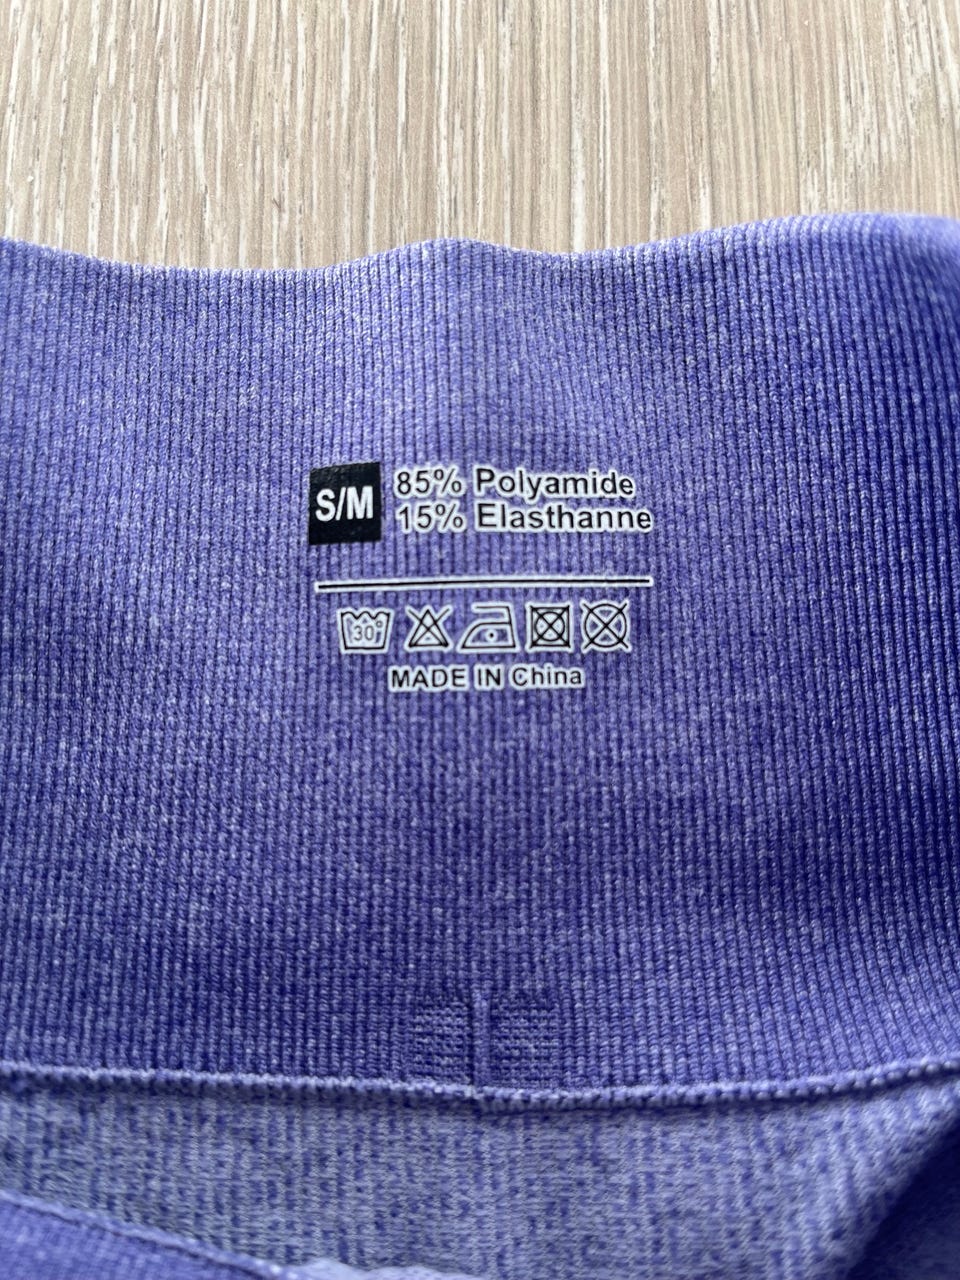 S/M
85% Polyamide
15% Elasthanne
30°
MADE IN China